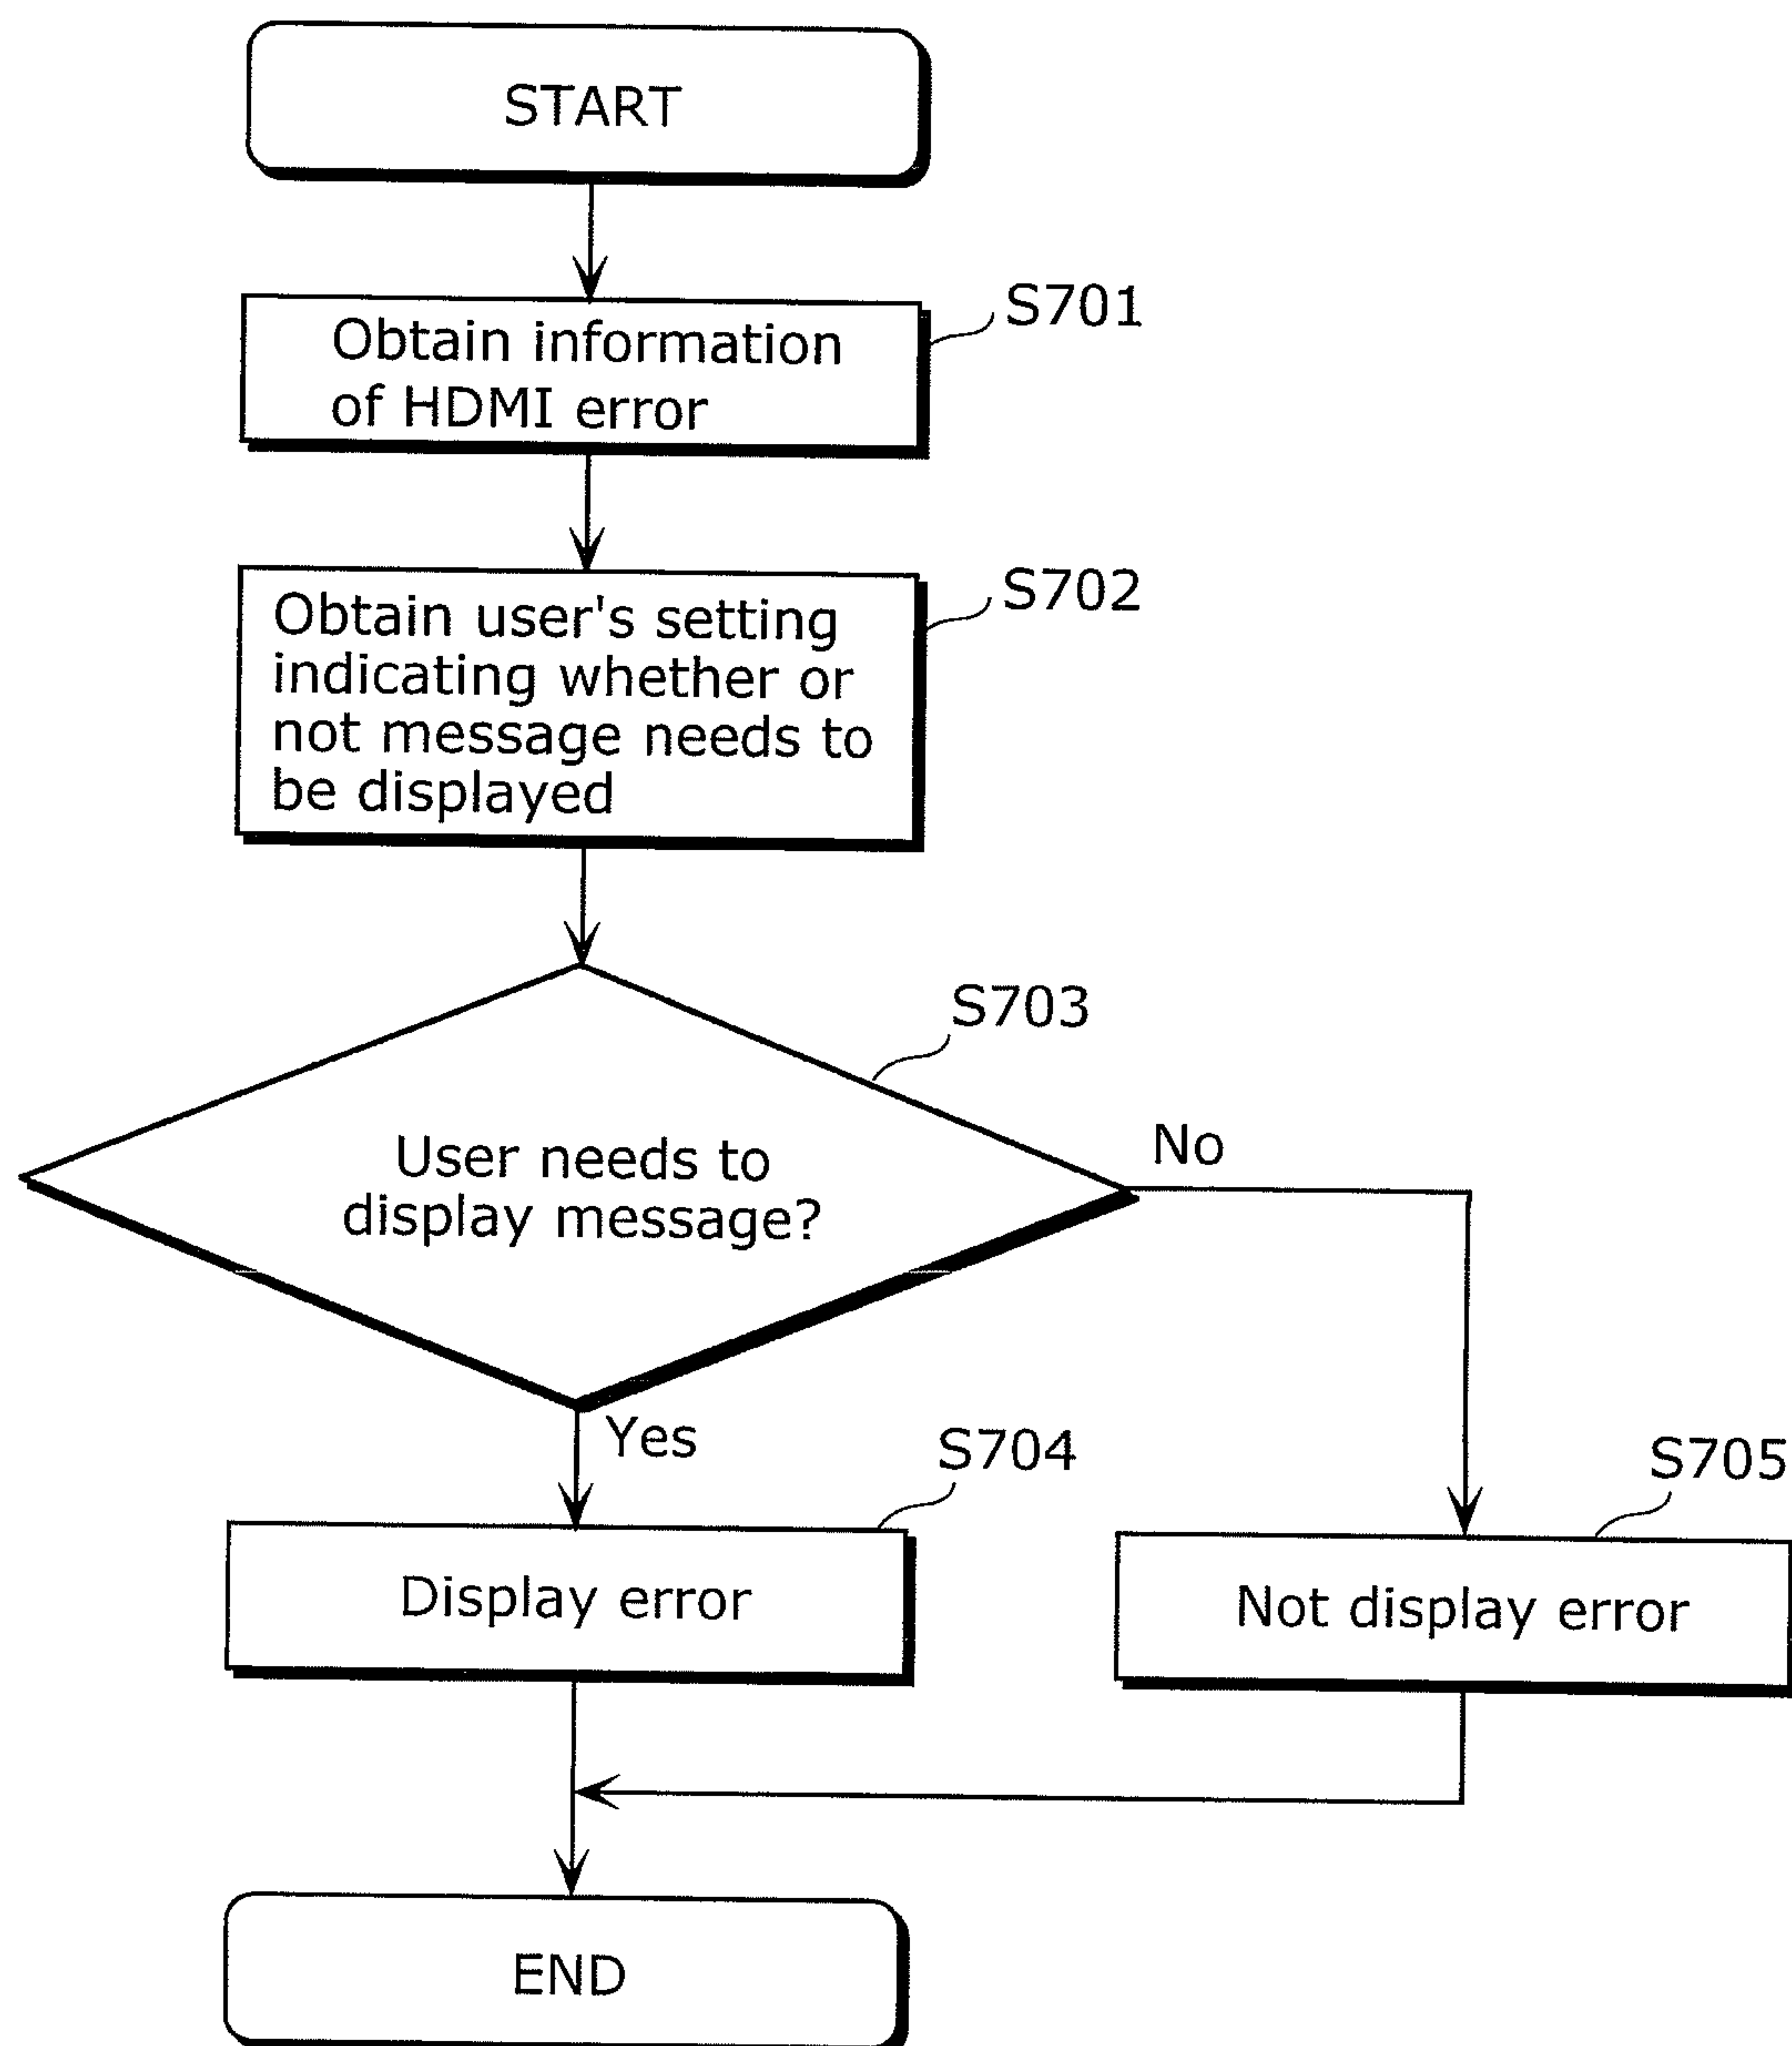 START
S701
Obtain information
of HDMI error
S702
Obtain user's setting
indicating whether or
not message needs to
be displayed
S703
User needs to
display message?
No
Yes
S704
Display error
S705
Not display error
END